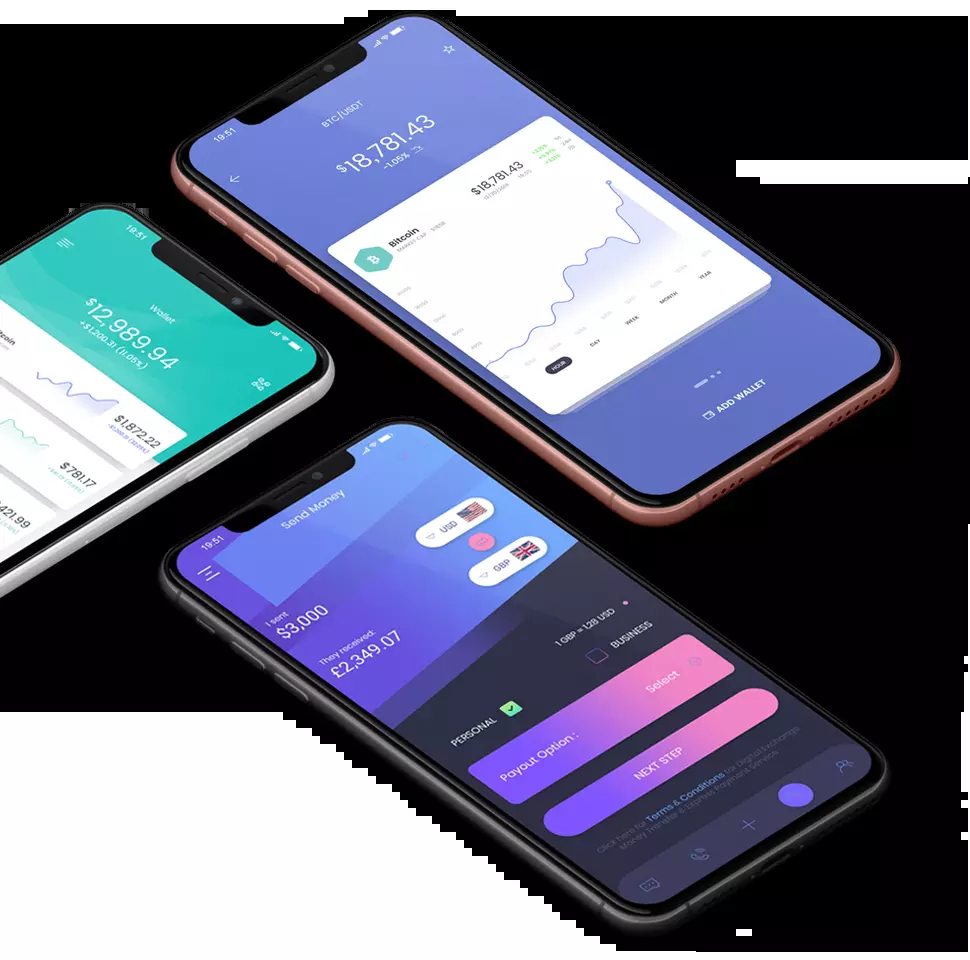 19:51
BTC/USDT
$18,781.43
-1.05%
Bitcoin
$18,781.43
HOUR
DAY
WEEK
MONTH
YEAR
ADD WALLET
19:51
Wallet
$12,989.94
+$1,200.31 (11.05%)
$1,872.22
$781.17
421.99
19:51
Send Money
USD
GBP
I sent
$3,000
They received:
£2,349.07
1 GBP = 1.28 USD
PERSONAL
BUSINESS
Payout Option :
Select
NEXT STEP
Click here for Terms & Conditions for Digital Exchange
Money Transfer & Express Payment Service